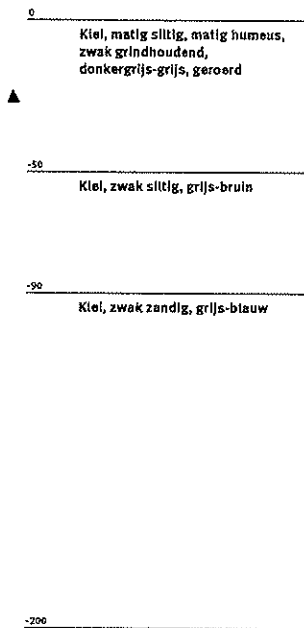 0
Klei, matig siltig, matig humeus,
zwak grindhoudend,
donkergrijs-grijs, geroerd
-50
Klei, zwak siltig, grijs-bruin
-90
Klei, zwak zandig, grijs-blauw
-200